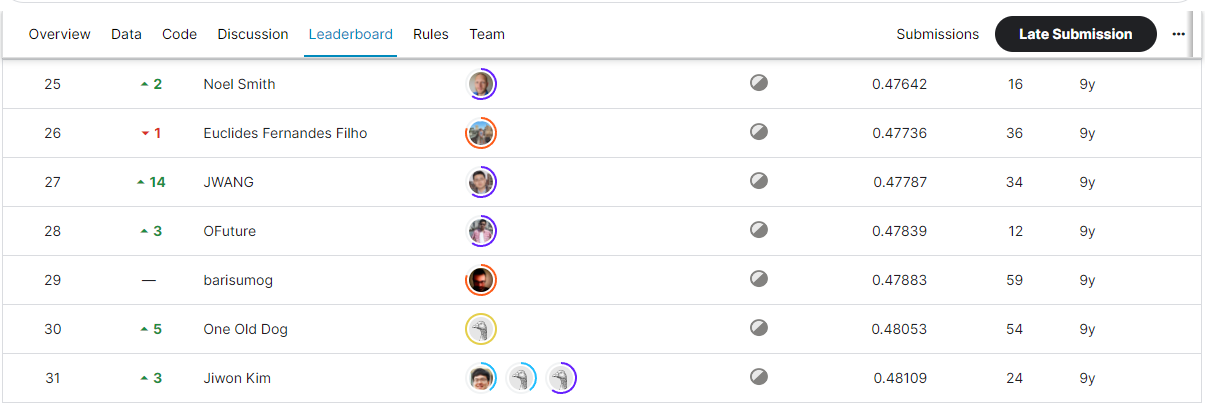 Overview Data Code Discussion Leaderboard Rules Team Submissions Late Submission ...
25 2 Noel Smith 0.47642 16 9y
26 1 Euclides Fernandes Filho 0.47736 36 9y
27 14 JWANG 0.47787 34 9y
28 3 OFuture 0.47839 12 9y
29 — barisumog 0.47883 59 9y
30 5 One Old Dog 0.48053 54 9y
31 3 Jiwon Kim 0.48109 24 9y